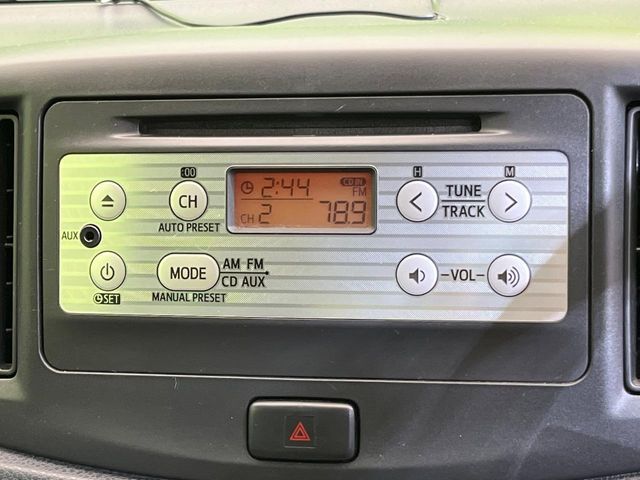 :00
H
M
2:44
CD IN
FM
CH
2
78.9
CH
AUTO PRESET
TUNE
TRACK
AUX
MODE
AM FM
CD AUX
MANUAL PRESET
-VOL-
SET